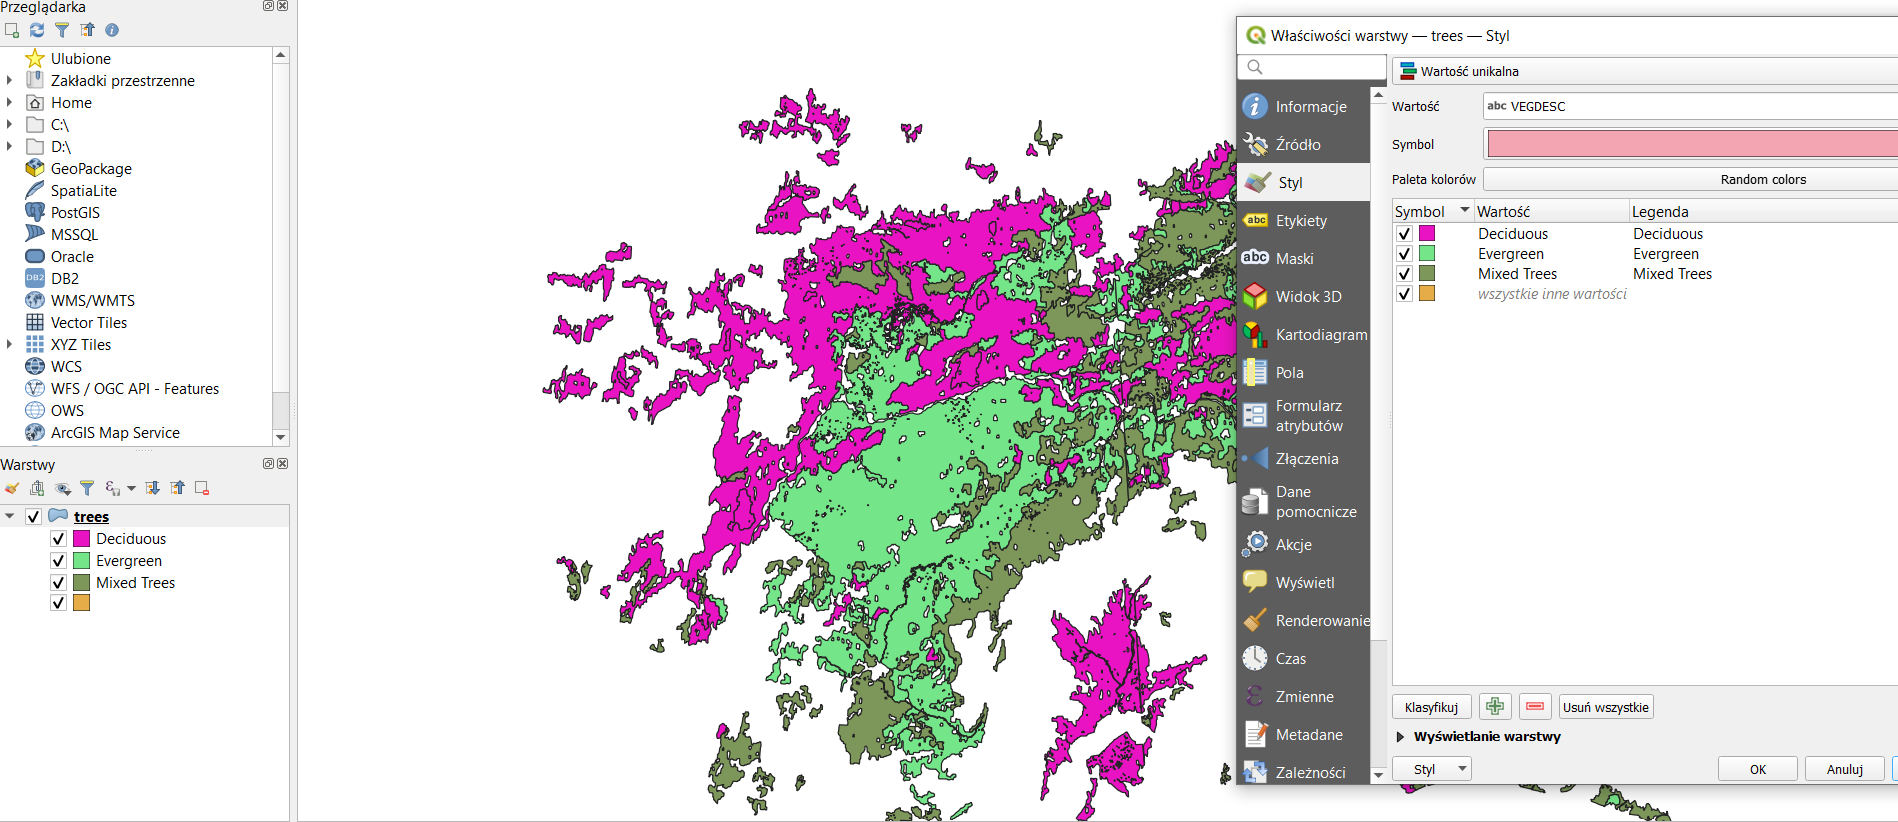 Przeglądarka
Ulubione
Zakładki przestrzenne
Home
C:\
D:\
GeoPackage
SpatiaLite
PostGIS
MSSQL
Oracle
DB2
WMS/WMTS
Vector Tiles
XYZ Tiles
WCS
WFS / OGC API - Features
OWS
ArcGIS Map Service
Warstwy
trees
Deciduous
Evergreen
Mixed Trees
Właściwości warstwy — trees — Styl
Informacje
Źródło
Styl
abc Etykiety
abc Maski
Widok 3D
Kartodiagram
Pola
Formularz
atrybutów
Złączenia
Dane
pomocnicze
Akcje
Wyświetl
Renderowanie
Czas
Zmienne
Metadane
Zależności
Wartość unikalna
Wartość abc VEGDESC
Symbol
Paleta kolorów Random colors
Symbol Wartość Legenda
Deciduous Deciduous
Evergreen Evergreen
Mixed Trees Mixed Trees
wszystkie inne wartości
Klasyfikuj Usuń wszystkie
Wyświetlanie warstwy
Styl OK Anuluj